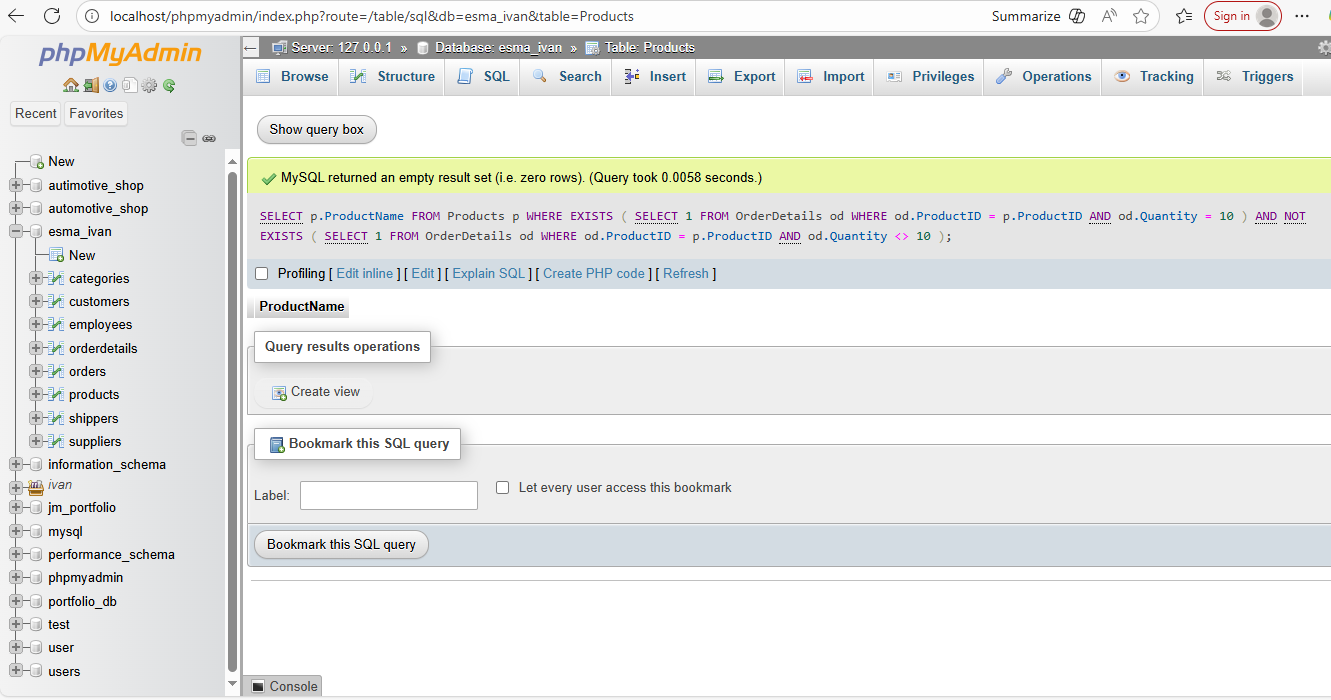 localhost/phpmyadmin/index.php?route=/table/sql&db=esma_ivan&table=Products
Summarize
Sign in
phpMyAdmin
Recent
Favorites
New
autimotive_shop
automotive_shop
esma_ivan
New
categories
customers
employees
orderdetails
orders
products
shippers
suppliers
information_schema
ivan
jm_portfolio
mysql
performance_schema
phpmyadmin
portfolio_db
test
user
users
Server: 127.0.0.1 » Database: esma_ivan » Table: Products
Browse Structure SQL Search Insert Export Import Privileges Operations Tracking Triggers
Show query box
MySQL returned an empty result set (i.e. zero rows). (Query took 0.0058 seconds.)
SELECT p.ProductName FROM Products p WHERE EXISTS ( SELECT 1 FROM OrderDetails od WHERE od.ProductID = p.ProductID AND od.Quantity = 10 ) AND NOT
EXISTS ( SELECT 1 FROM OrderDetails od WHERE od.ProductID = p.ProductID AND od.Quantity <> 10 );
Profiling [ Edit inline ] [ Edit ] [ Explain SQL ] [ Create PHP code ] [ Refresh ]
ProductName
Query results operations
Create view
Bookmark this SQL query
Label:
Let every user access this bookmark
Bookmark this SQL query
Console